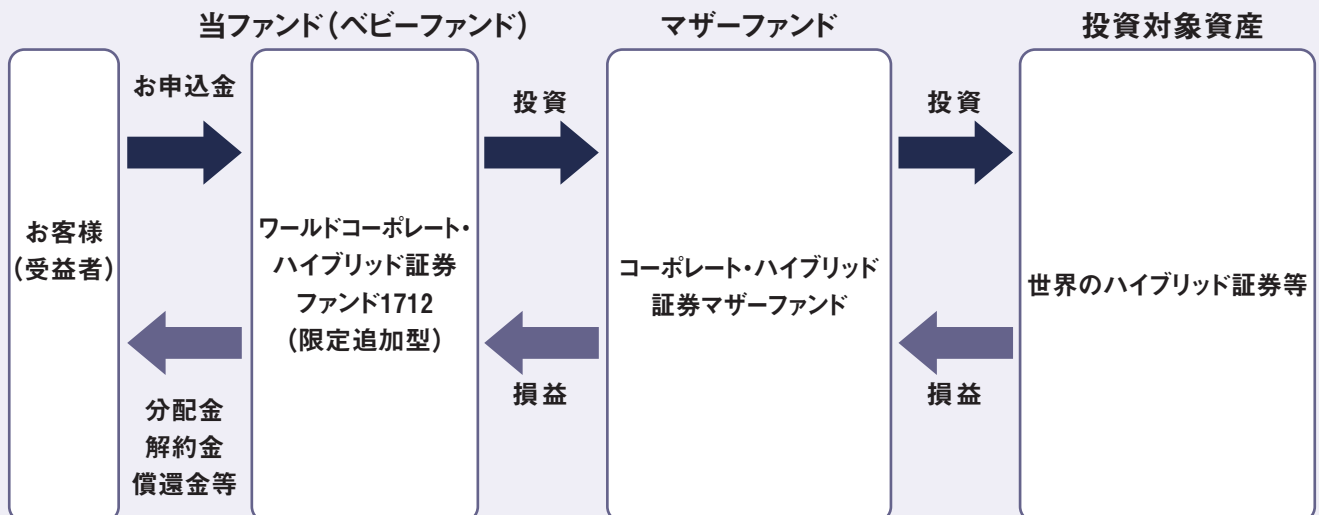 当ファンド(ベビーファンド)
マザーファンド
投資対象資産
お客様
(受益者)
お申込金
分配金
解約金
償還金等
ワールドコーポレート・
ハイブリッド証券
ファンド1712
(限定追加型)
投資
損益
コーポレート・ハイブリッド
証券マザーファンド
投資
損益
世界のハイブリッド証券等